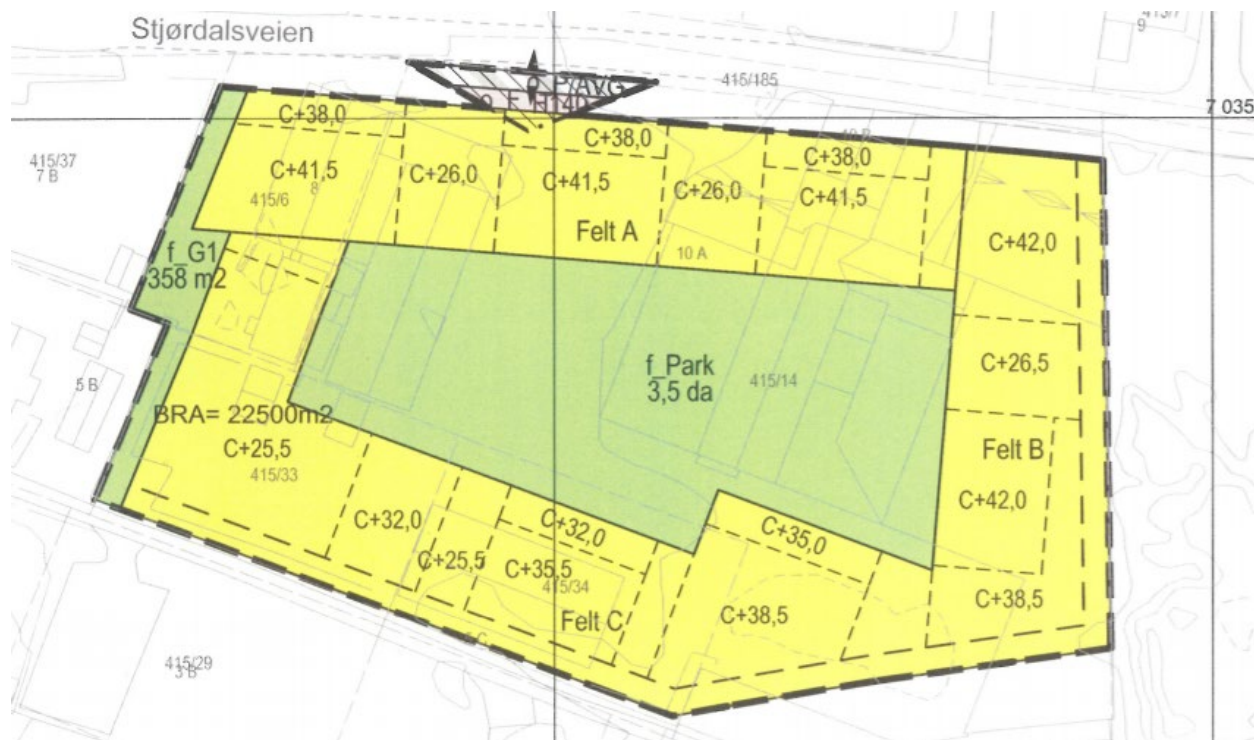 Stjørdalsveien
9
415/185
7 035
C+38,0
C+38,0
C+38,0
415/37
7 B
C+41,5
C+26,0
C+41,5
C+26,0
C+41,5
8
415/6
Felt A
C+42,0
10 A
f_G1
358 m2
f_Park
3,5 da
415/14
C+26,5
5 B
BRA= 22500m2
C+25,5
415/33
Felt B
C+42,0
C+32,0
C+32,0
C+35,0
C+25,5
C+35,5
415/34
C+38,5
C+38,5
Felt C
415/29
3 B